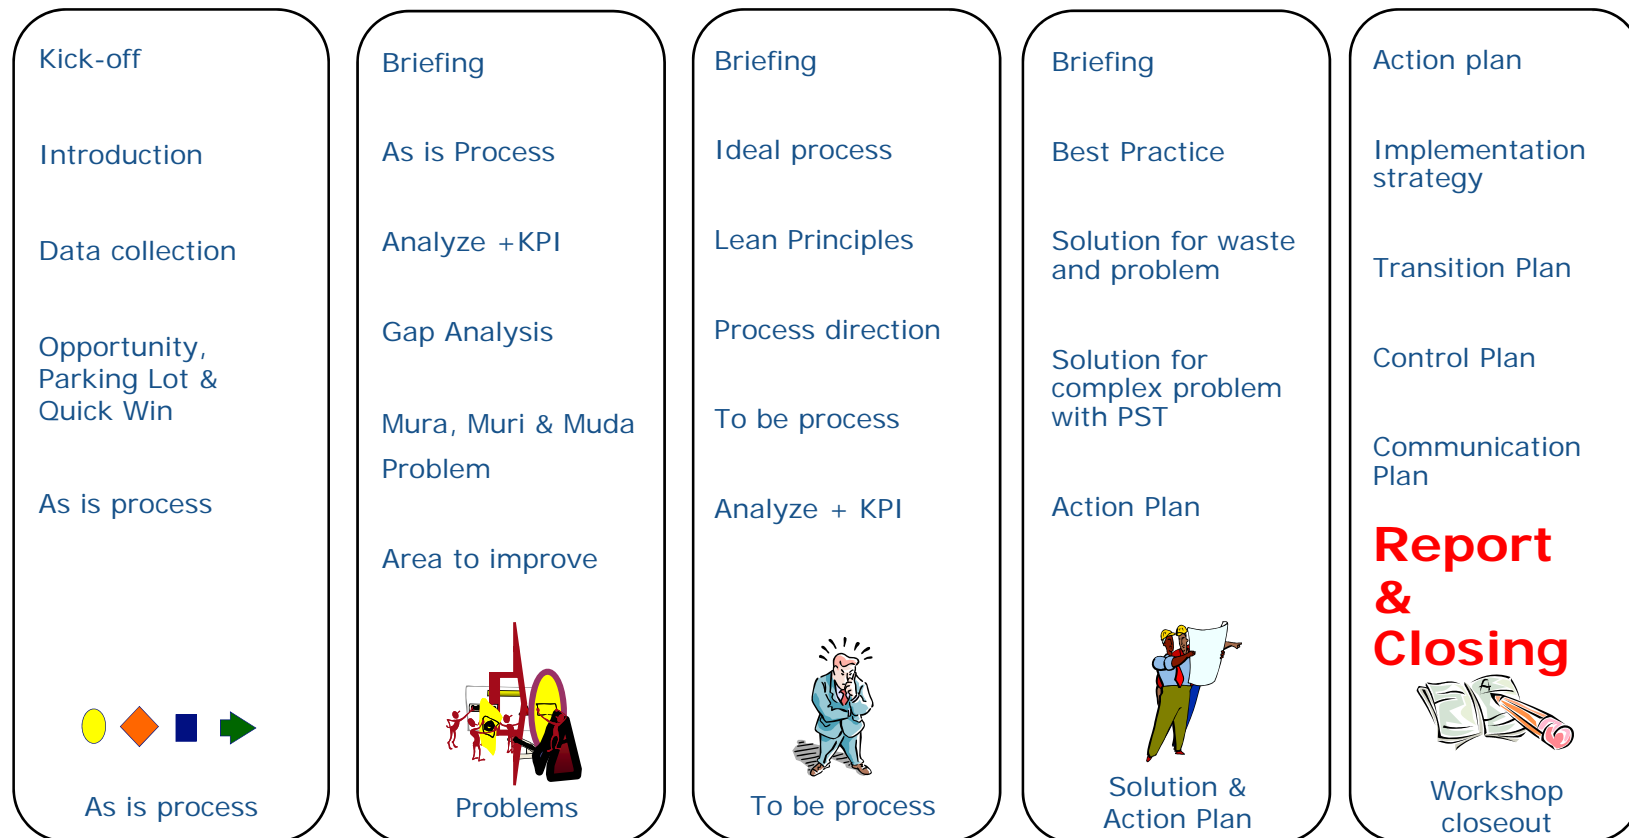 Kick-off
Introduction
Data collection
Opportunity,
Parking Lot &
Quick Win
As is process
As is process
Briefing
As is Process
Analyze +KPI
Gap Analysis
Mura, Muri & Muda
Problem
Area to improve
Problems
Briefing
Ideal process
Lean Principles
Process direction
To be process
Analyze + KPI
To be process
Briefing
Best Practice
Solution for waste
and problem
Solution for
complex problem
with PST
Action Plan
Solution &
Action Plan
Action plan
Implementation
strategy
Transition Plan
Control Plan
Communication
Plan
Report
&
Closing
Workshop
closeout